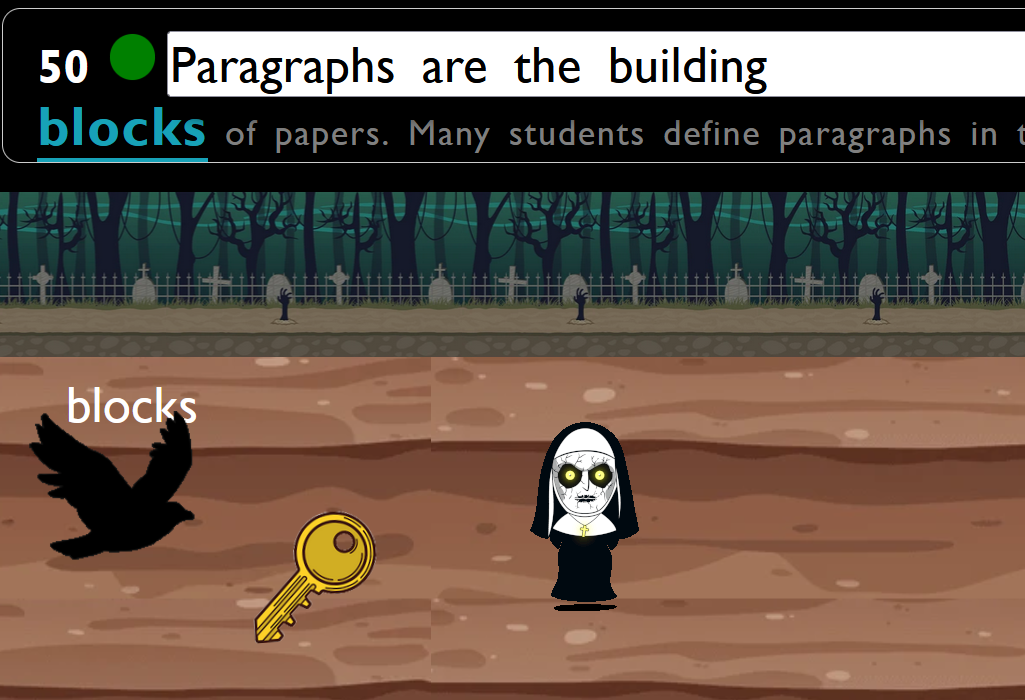 50 Paragraphs are the building
blocks of papers. Many students define paragraphs in
blocks